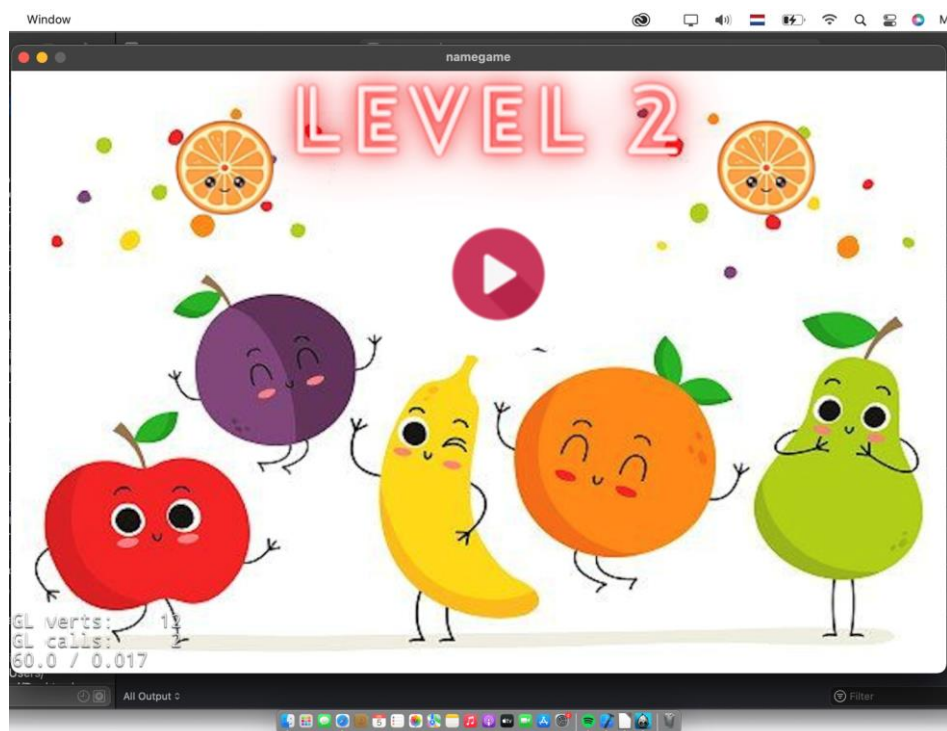 Window
M
namegame
LEVEL 2
GL verts: 12
GL calls: 2
60.0 / 0.017
All Output
Filter